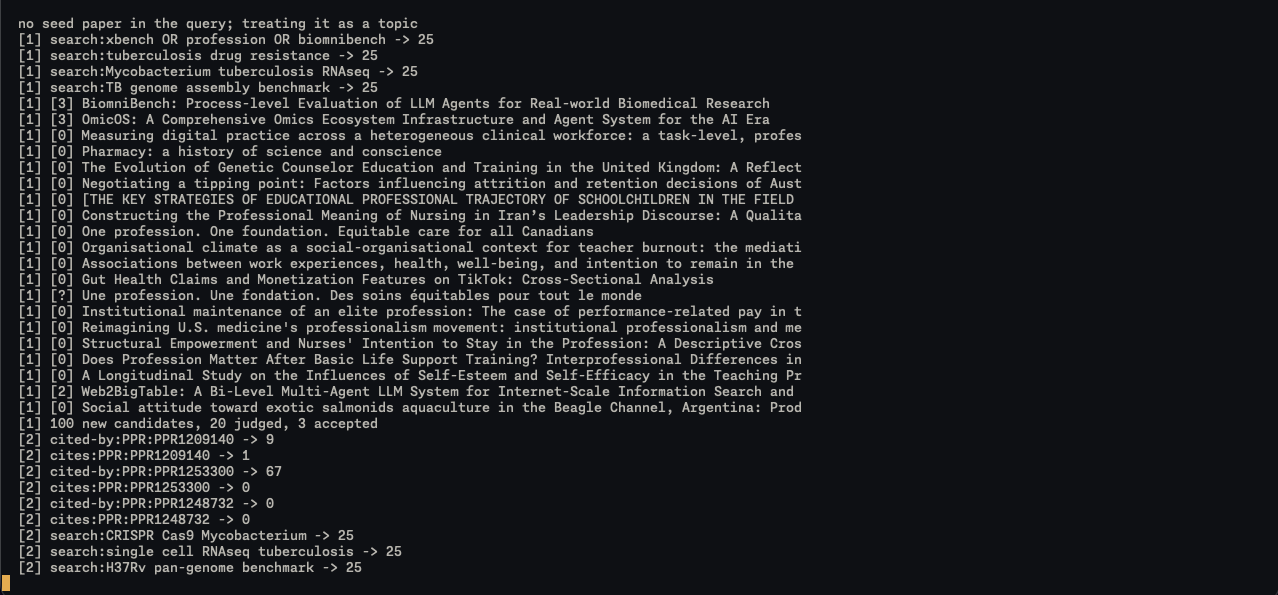 no seed paper in the query; treating it as a topic
[1] search:xbench OR profession OR biomnibench -> 25
[1] search:tuberculosis drug resistance -> 25
[1] search:Mycobacterium tuberculosis RNAseq -> 25
[1] search:TB genome assembly benchmark -> 25
[1] [3] BiomniBench: Process-level Evaluation of LLM Agents for Real-world Biomedical Research
[1] [3] OmicOS: A Comprehensive Omics Ecosystem Infrastructure and Agent System for the AI Era
[1] [0] Measuring digital practice across a heterogeneous clinical workforce: a task-level, profes
[1] [0] Pharmacy: a history of science and conscience
[1] [0] The Evolution of Genetic Counselor Education and Training in the United Kingdom: A Reflect
[1] [0] Negotiating a tipping point: Factors influencing attrition and retention decisions of Aust
[1] [0] [THE KEY STRATEGIES OF EDUCATIONAL PROFESSIONAL TRAJECTORY OF SCHOOLCHILDREN IN THE FIELD
[1] [0] Constructing the Professional Meaning of Nursing in Iran’s Leadership Discourse: A Qualita
[1] [0] One profession. One foundation. Equitable care for all Canadians
[1] [0] Organisational climate as a social-organisational context for teacher burnout: the mediati
[1] [0] Associations between work experiences, health, well-being, and intention to remain in the
[1] [0] Gut Health Claims and Monetization Features on TikTok: Cross-Sectional Analysis
[1] [?] Une profession. Une fondation. Des soins équitables pour tout le monde
[1] [0] Institutional maintenance of an elite profession: The case of performance-related pay in t
[1] [0] Reimagining U.S. medicine's professionalism movement: institutional professionalism and me
[1] [0] Structural Empowerment and Nurses' Intention to Stay in the Profession: A Descriptive Cros
[1] [0] Does Profession Matter After Basic Life Support Training? Interprofessional Differences in
[1] [0] A Longitudinal Study on the Influences of Self-Esteem and Self-Efficacy in the Teaching Pr
[1] [2] Web2BigTable: A Bi-Level Multi-Agent LLM System for Internet-Scale Information Search and
[1] [0] Social attitude toward exotic salmonids aquaculture in the Beagle Channel, Argentina: Prod
[1] 100 new candidates, 20 judged, 3 accepted
[2] cited-by:PPR:PPR1209140 -> 9
[2] cites:PPR:PPR1209140 -> 1
[2] cited-by:PPR:PPR1253300 -> 67
[2] cites:PPR:PPR1253300 -> 0
[2] cited-by:PPR:PPR1248732 -> 0
[2] cites:PPR:PPR1248732 -> 0
[2] search:CRISPR Cas9 Mycobacterium -> 25
[2] search:single cell RNAseq tuberculosis -> 25
[2] search:H37Rv pan-genome benchmark -> 25